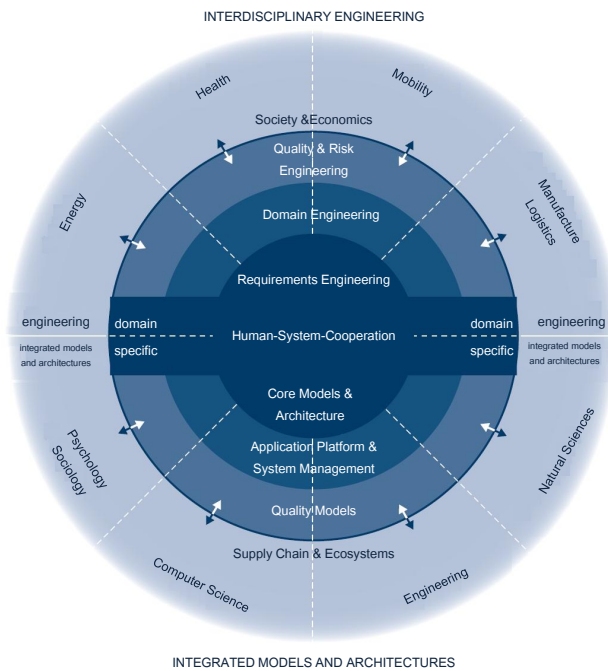 INTERDISCIPLINARY ENGINEERING
Health
Mobility
Society &Economics
Quality & Risk
Engineering
Energy
Manufacture
Logistics
Domain Engineering
Requirements Engineering
engineering
domain
Human-System-Cooperation
domain
engineering
integrated models
and architectures
specific
specific
integrated models
and architectures
Core Models &
Architecture
Psychology
Sociology
Application Platform &
System Management
Natural Sciences
Quality Models
Supply Chain & Ecosystems
Computer Science
Engineering
INTEGRATED MODELS AND ARCHITECTURES